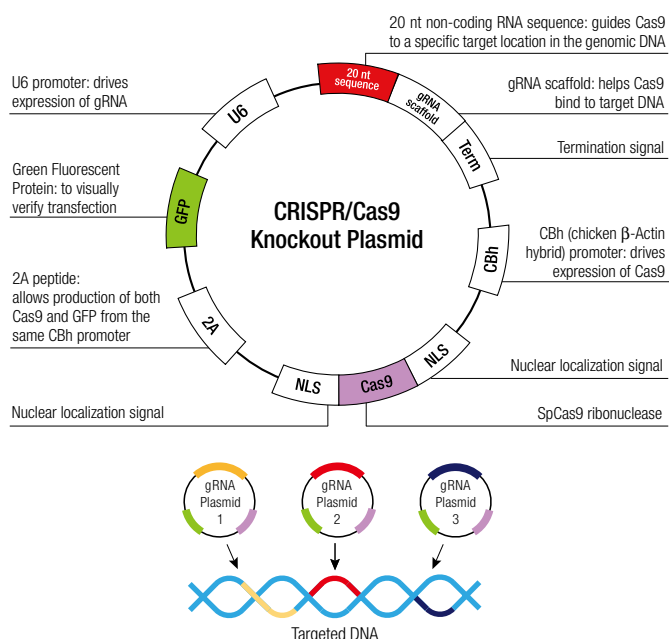 20 nt non-coding RNA sequence: guides Cas9
to a specific target location in the genomic DNA
U6 promoter: drives
expression of gRNA
gRNA scaffold: helps Cas9
bind to target DNA
Termination signal
Green Fluorescent
Protein: to visually
verify transfection
CBh (chicken β-Actin
hybrid) promoter: drives
expression of Cas9
2A peptide:
allows production of both
Cas9 and GFP from the
same CBh promoter
Nuclear localization signal
Nuclear localization signal
SpCas9 ribonuclease
20 nt
sequence
gRNA
scaffold
Term
CBh
NLS
Cas9
NLS
2A
GFP
U6
CRISPR/Cas9
Knockout Plasmid
gRNA
Plasmid
1
gRNA
Plasmid
2
gRNA
Plasmid
3
Targeted DNA